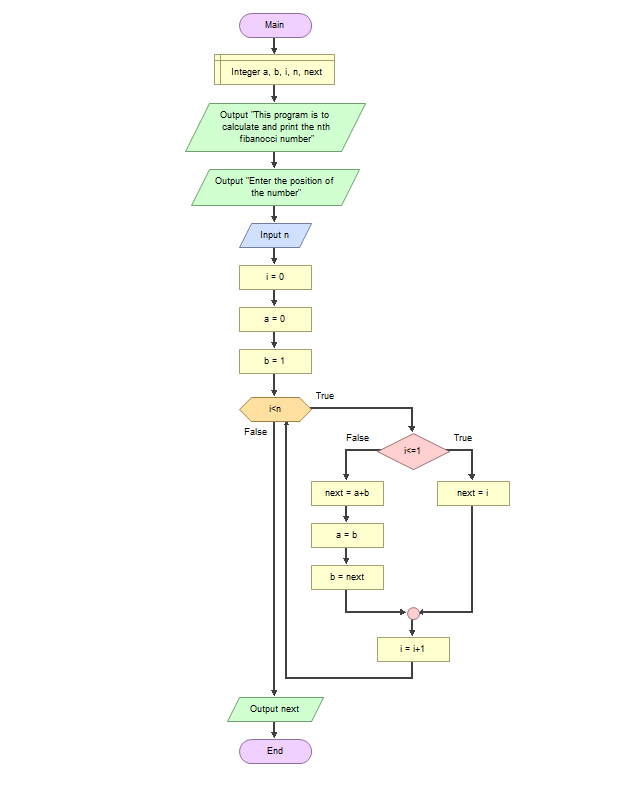 Main
Integer a, b, i, n, next
Output "This program is to
calculate and print the nth
fibanocci number"
Output "Enter the position of
the number"
Input n
i = 0
a = 0
b = 1
i<n
True
False
i<=1
False
True
next = a+b
next = i
a = b
b = next
i = i+1
Output next
End